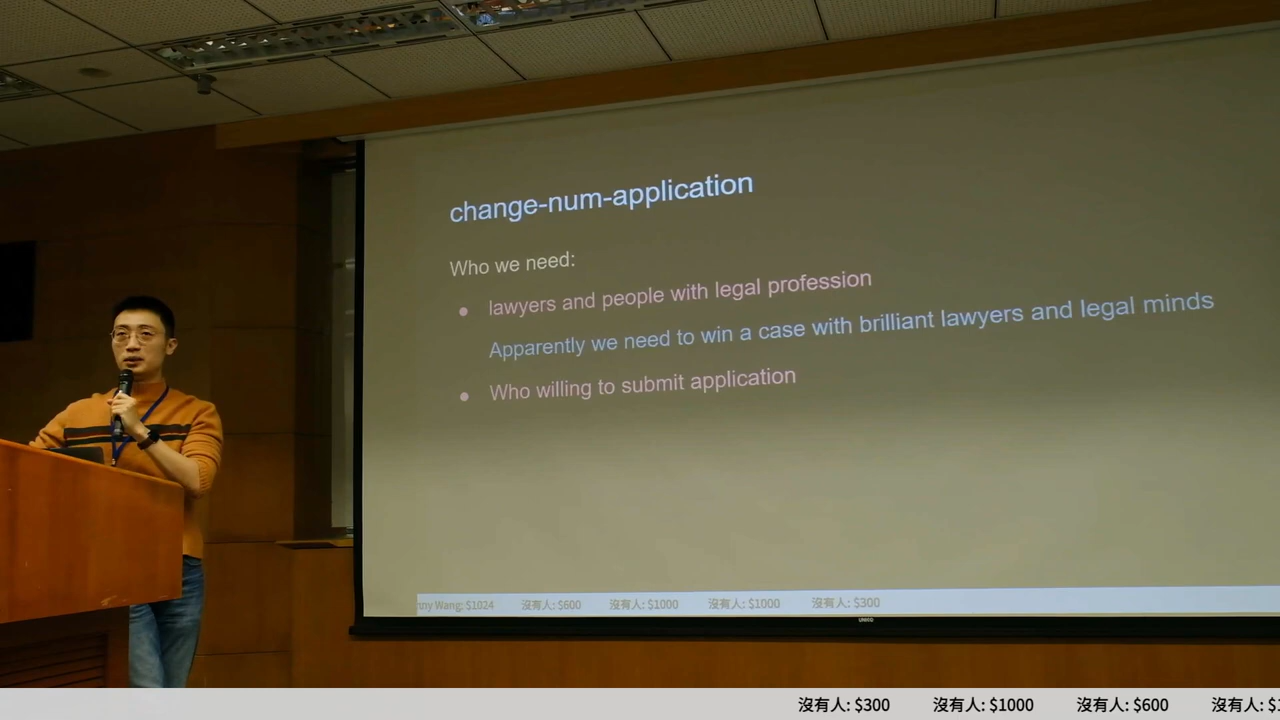 change-num-application
Who we need:
● lawyers and people with legal profession
Apparently we need to win a case with brilliant lawyers and legal minds
● Who willing to submit application
Wang: $1024 沒有人: $600 沒有人: $1000 沒有人: $1000 沒有人: $300
沒有人: $300 沒有人: $1000 沒有人: $600 沒有人: